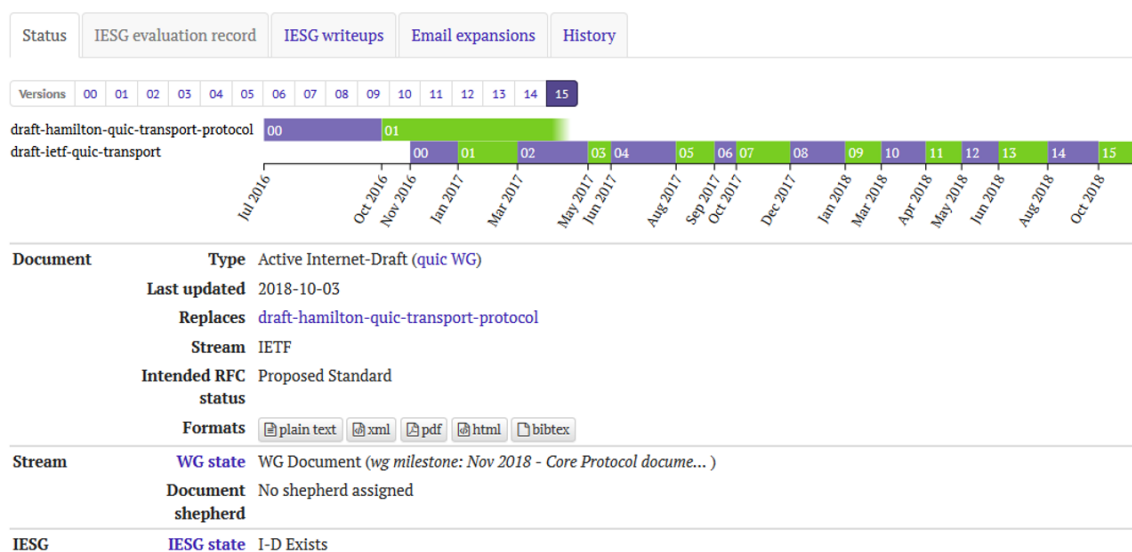 Status IESG evaluation record IESG writeups Email expansions History
Versions 00 01 02 03 04 05 06 07 08 09 10 11 12 13 14 15
draft-hamilton-quic-transport-protocol 00 01
draft-ietf-quic-transport 00 01 02 03 04 05 06 07 08 09 10 11 12 13 14 15
Jul 2016 Oct 2016 Nov 2016 Jan 2017 Mar 2017 May 2017 Jun 2017 Aug 2017 Sep 2017 Oct 2017 Dec 2017 Jan 2018 Mar 2018 Apr 2018 May 2018 Jun 2018 Aug 2018 Oct 2018
Document Type Active Internet-Draft (quic WG)
Last updated 2018-10-03
Replaces draft-hamilton-quic-transport-protocol
Stream IETF
Intended RFC Proposed Standard
status
Formats plain text xml pdf html bibtex
Stream WG state WG Document (wg milestone: Nov 2018 - Core Protocol docume... )
Document No shepherd assigned
shepherd
IESG IESG state I-D Exists